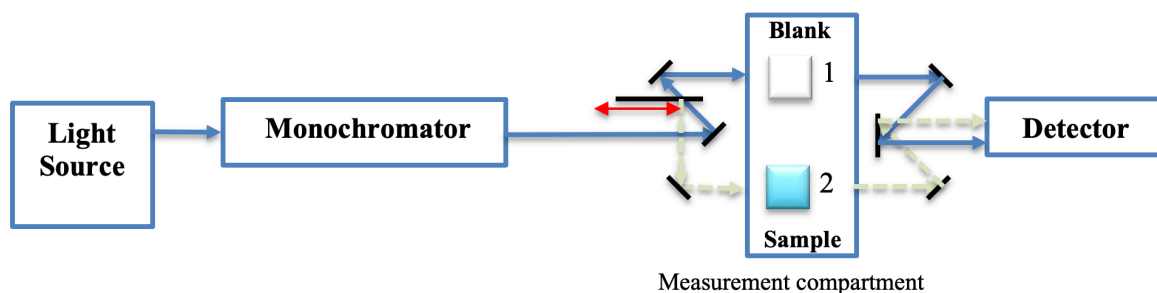 Light
Source
Monochromator
Blank
1
2
Sample
Detector
Measurement compartment